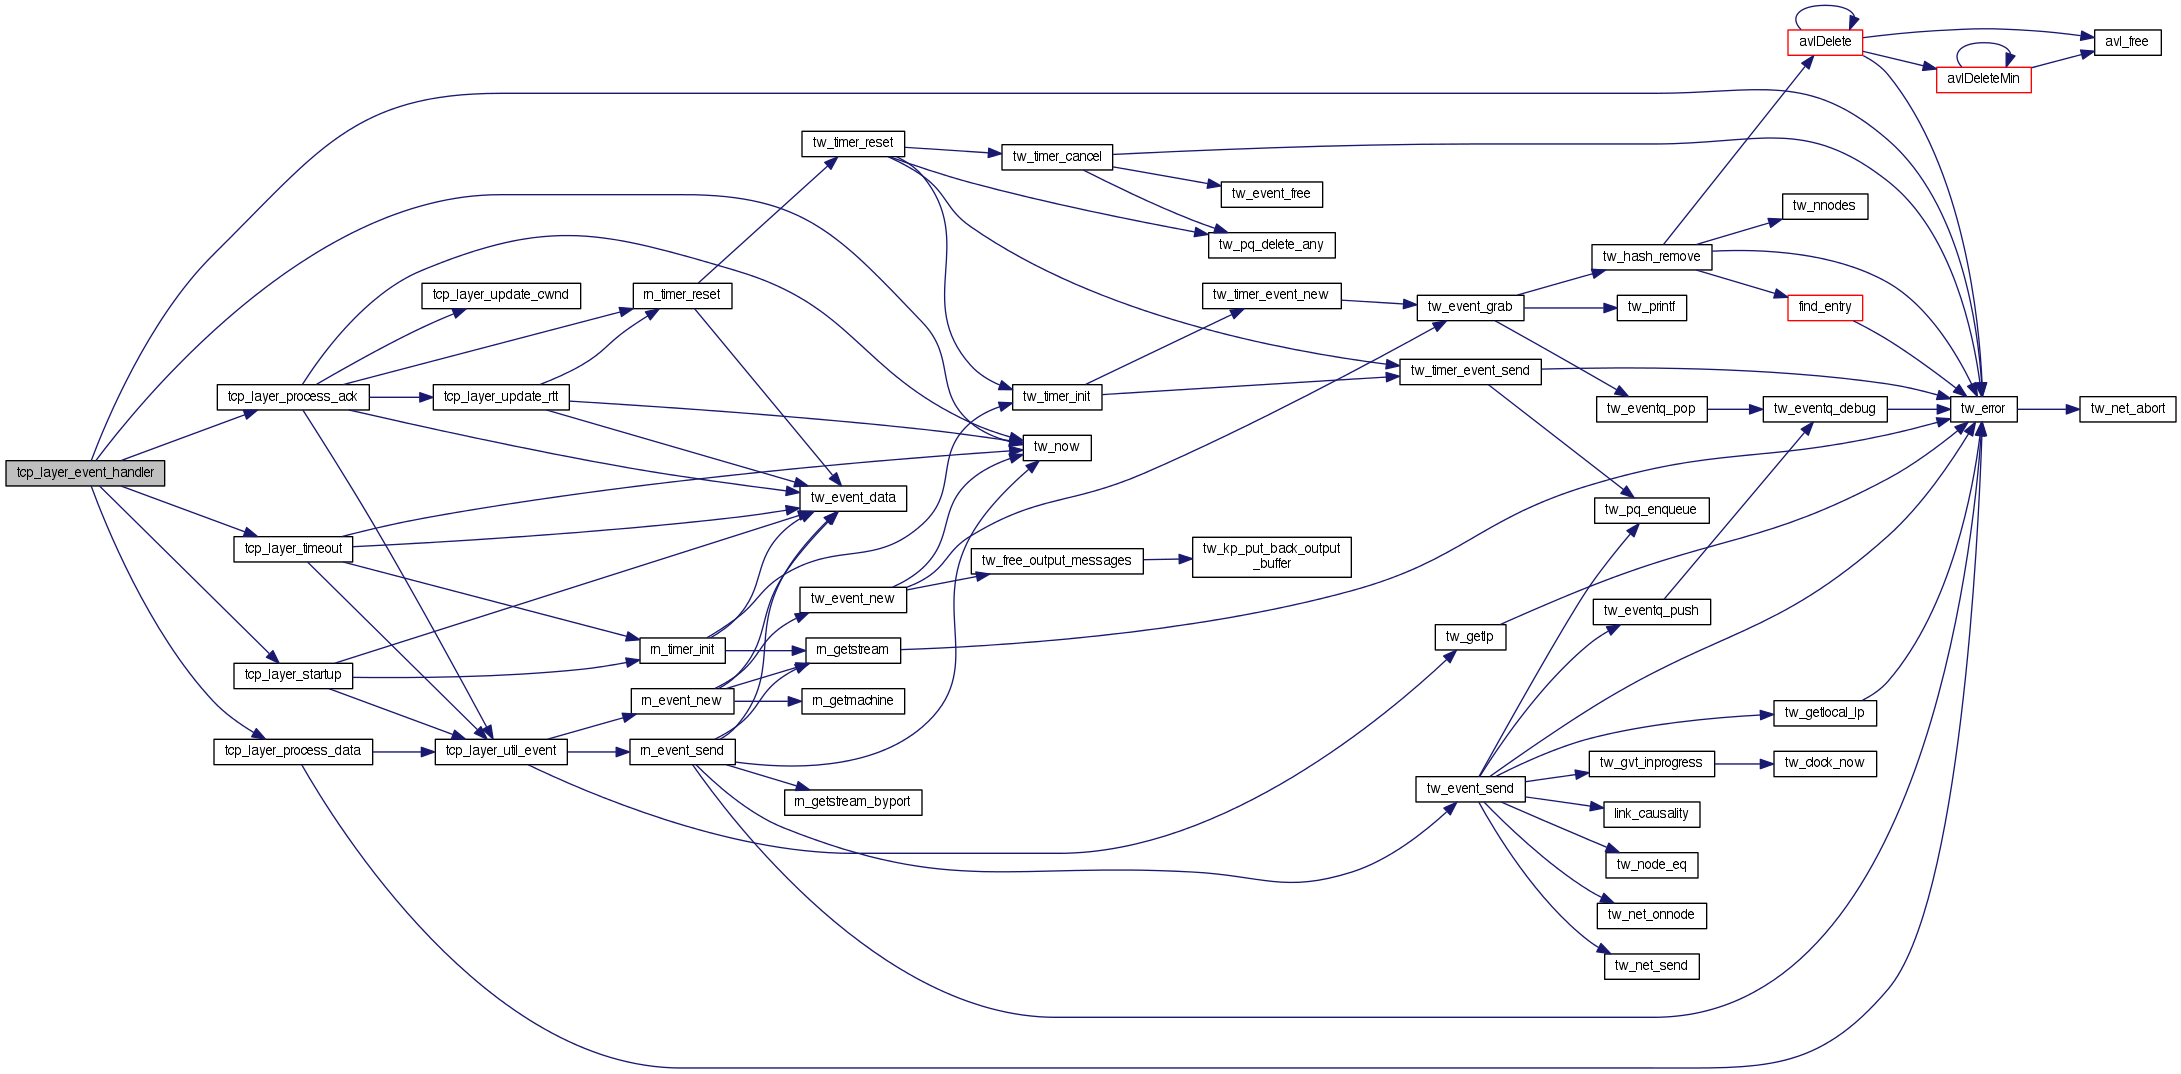 avlDelete
avl_free
avlDeleteMin
tw_timer_reset
tw_timer_cancel
tw_event_free
tw_nnodes
tw_pq_delete_any
tw_hash_remove
tcp_layer_update_cwnd
rn_timer_reset
tw_timer_event_new
tw_event_grab
tw_printf
find_entry
tw_timer_event_send
tcp_layer_process_ack
tcp_layer_update_rtt
tw_timer_init
tw_eventq_pop
tw_eventq_debug
tw_error
tw_net_abort
tw_now
tcp_layer_event_handler
tw_event_data
tw_pq_enqueue
tcp_layer_timeout
tw_free_output_messages
tw_kp_put_back_output
_buffer
tw_event_new
tw_eventq_push
tw_getlp
rn_timer_init
rn_getstream
tcp_layer_startup
rn_event_new
rn_getmachine
tw_getlocal_lp
tcp_layer_process_data
tcp_layer_util_event
rn_event_send
tw_gvt_inprogress
tw_clock_now
tw_event_send
rn_getstream_byport
link_causality
tw_node_eq
tw_net_onnode
tw_net_send